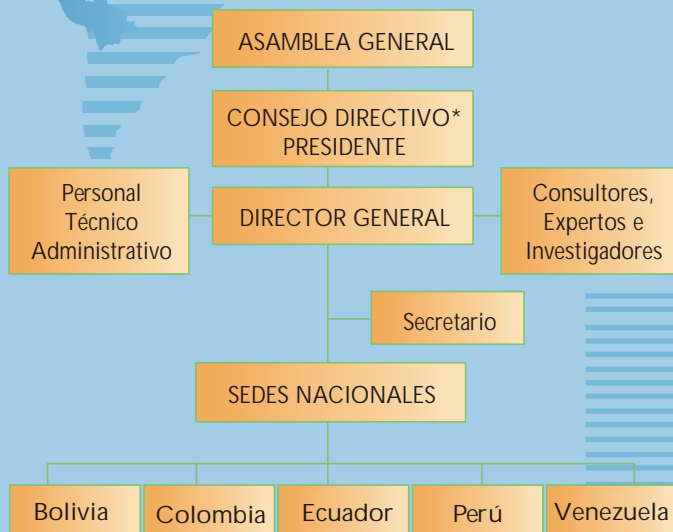 ASAMBLEA GENERAL
CONSEJO DIRECTIVO*
PRESIDENTE
Personal
Técnico
Administrativo
DIRECTOR GENERAL
Consultores,
Expertos e
Investigadores
Secretario
SEDES NACIONALES
Bolivia
Colombia
Ecuador
Perú
Venezuela